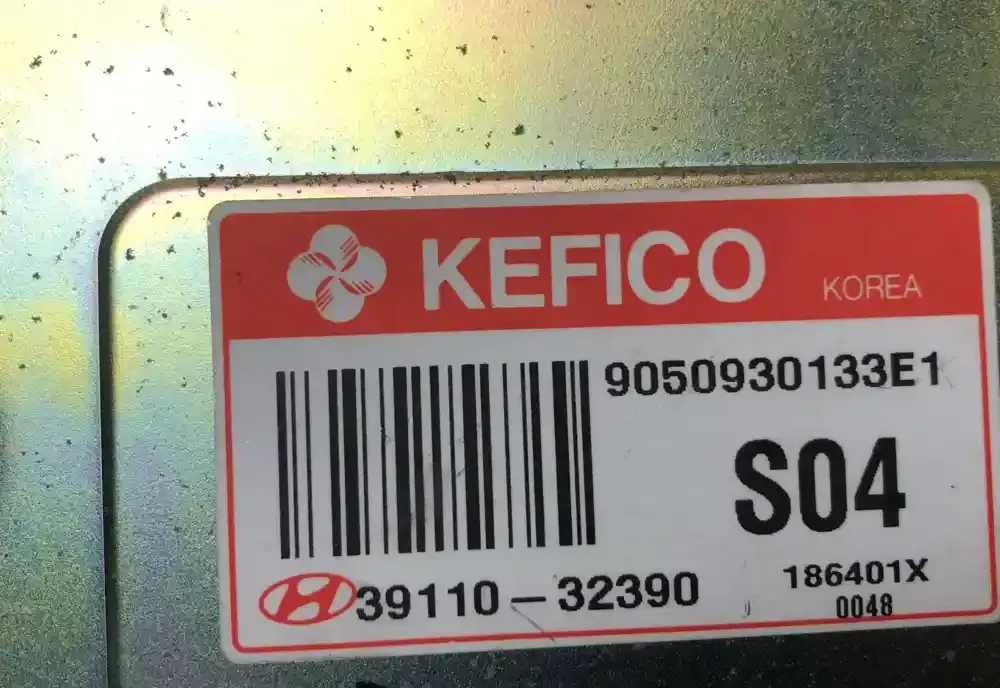 KEFICO KOREA
9050930133E1
S04
39110-32390
186401X
0048